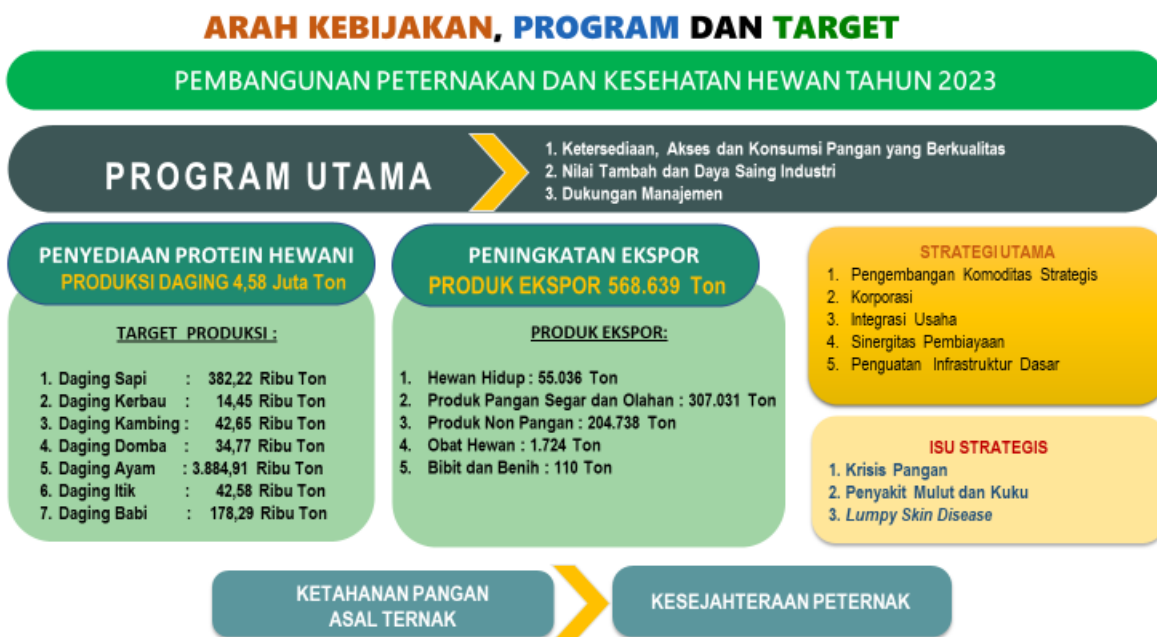 ARAH KEBIJAKAN, PROGRAM DAN TARGET
PEMBANGUNAN PETERNAKAN DAN KESEHATAN HEWAN TAHUN 2023
PROGRAM UTAMA
1. Ketersediaan, Akses dan Konsumsi Pangan yang Berkualitas
2. Nilai Tambah dan Daya Saing Industri
3. Dukungan Manajemen
PENYEDIAAN PROTEIN HEWANI
PRODUKSI DAGING 4,58 Juta Ton
TARGET PRODUKSI :
1. Daging Sapi : 382,22 Ribu Ton
2. Daging Kerbau : 14,45 Ribu Ton
3. Daging Kambing : 42,65 Ribu Ton
4. Daging Domba : 34,77 Ribu Ton
5. Daging Ayam : 3.884,91 Ribu Ton
6. Daging Itik : 42,58 Ribu Ton
7. Daging Babi : 178,29 Ribu Ton
PENINGKATAN EKSPOR
PRODUK EKSPOR 568.639 Ton
PRODUK EKSPOR:
1. Hewan Hidup : 55.036 Ton
2. Produk Pangan Segar dan Olahan : 307.031 Ton
3. Produk Non Pangan : 204.738 Ton
4. Obat Hewan : 1.724 Ton
5. Bibit dan Benih : 110 Ton
STRATEGI UTAMA
1. Pengembangan Komoditas Strategis
2. Korporasi
3. Integrasi Usaha
4. Sinergitas Pembiayaan
5. Penguatan Infrastruktur Dasar
ISU STRATEGIS
1. Krisis Pangan
2. Penyakit Mulut dan Kuku
3. Lumpy Skin Disease
KETAHANAN PANGAN
ASAL TERNAK
KESEJAHTERAAN PETERNAK